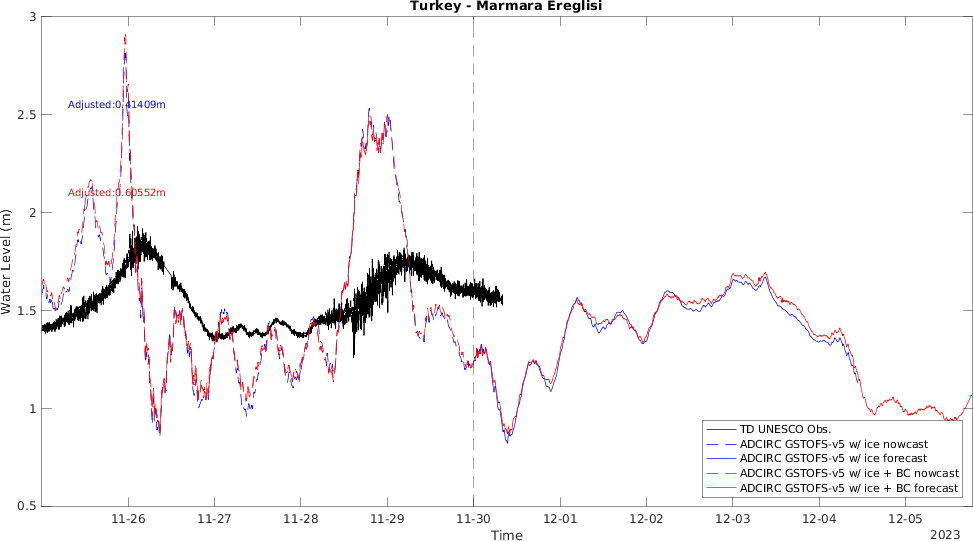 Turkey - Marmara Ereglisi
3
2.5
2
1.5
1
0.5
Water Level (m)
Adjusted:0.41409m
Adjusted:0.60552m
TD UNESCO Obs.
ADCIRC GSTOFS-v5 w/ ice nowcast
ADCIRC GSTOFS-v5 w/ ice forecast
ADCIRC GSTOFS-v5 w/ ice + BC nowcast
ADCIRC GSTOFS-v5 w/ ice + BC forecast
11-26 11-27 11-28 11-29 11-30 12-01 12-02 12-03 12-04 12-05
Time
2023